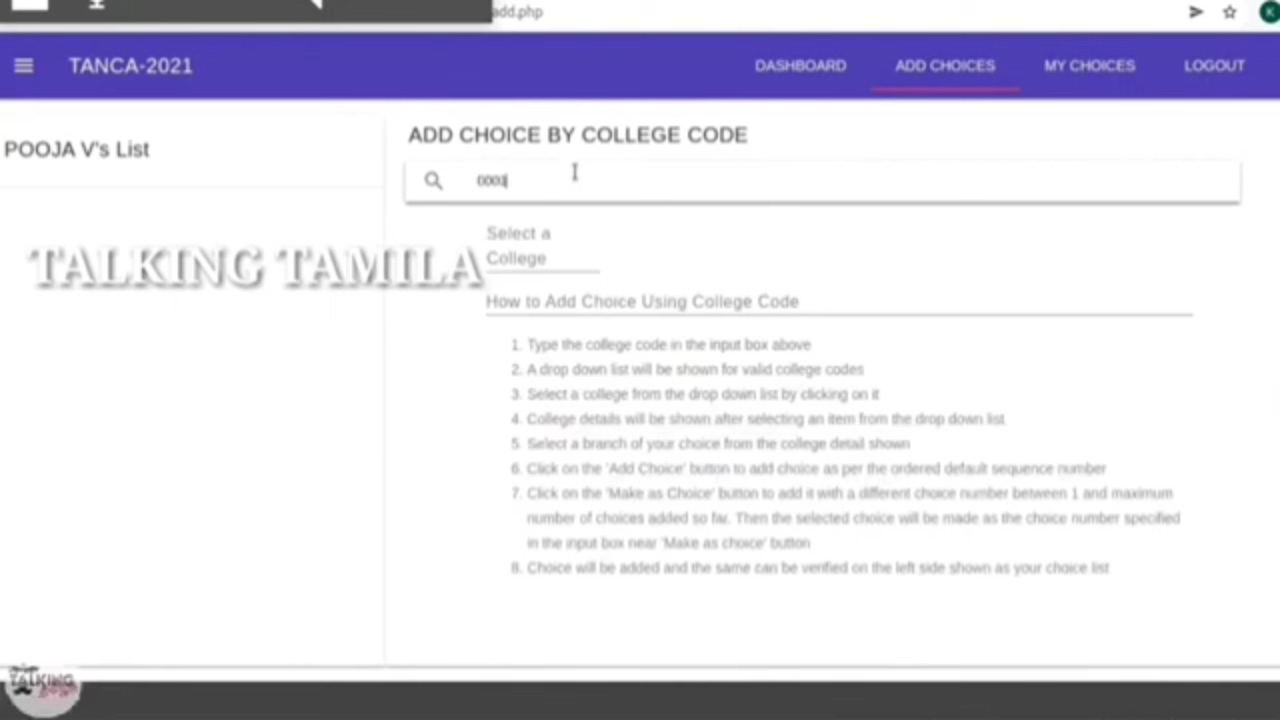 add.php
TANCA-2021
DASHBOARD
ADD CHOICES
MY CHOICES
LOGOUT
POOJA V's List
ADD CHOICE BY COLLEGE CODE
0001
Select a
College
TALKING TAMILA
How to Add Choice Using College Code
1. Type the college code in the input box above
2. A drop down list will be shown for valid college codes
3. Select a college from the drop down list by clicking on it
4. College details will be shown after selecting an item from the drop down list
5. Select a branch of your choice from the college detail shown
6. Click on the 'Add Choice' button to add choice as per the ordered default sequence number
7. Click on the 'Make as Choice' button to add it with a different choice number between 1 and maximum
number of choices added so far. Then the selected choice will be made as the choice number specified
in the input box near 'Make as choice' button
8. Choice will be added and the same can be verified on the left side shown as your choice list
TALKING